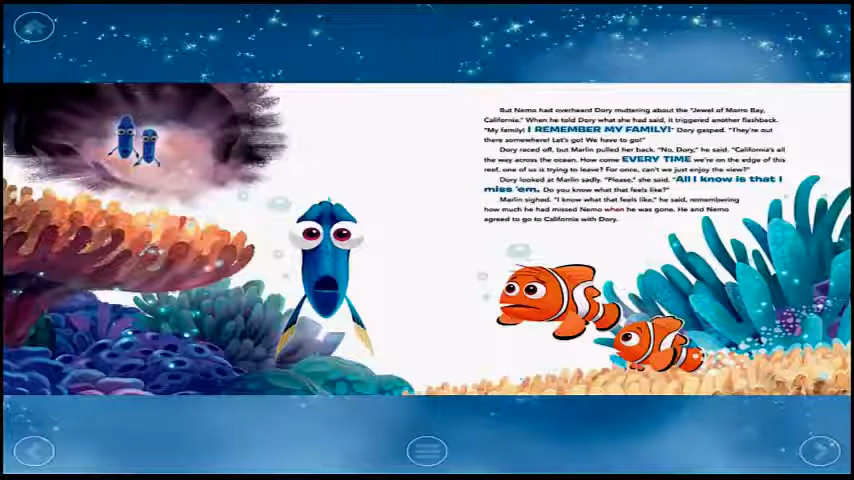 But Nemo had overheard Dory muttering about the "Jewel of Morro Bay,
California." When he told Dory what she had said, it triggered another flashback.
"My family! I REMEMBER MY FAMILY!" Dory gasped. "They're out
there somewhere! Let's go! We have to go!"
Dory raced off, but Marlin pulled her back. "No, Dory," he said. "California's all
the way across the ocean. How come EVERY TIME we're on the edge of this
reef, one of us is trying to leave? For once, can't we just enjoy the view?"
Dory looked at Marlin sadly. "Please," she said. "All I know is that I
miss 'em. Do you know what that feels like?"
Marlin sighed. "I know what that feels like," he said, remembering
how much he had missed Nemo when he was gone. He and Nemo
agreed to go to California with Dory.